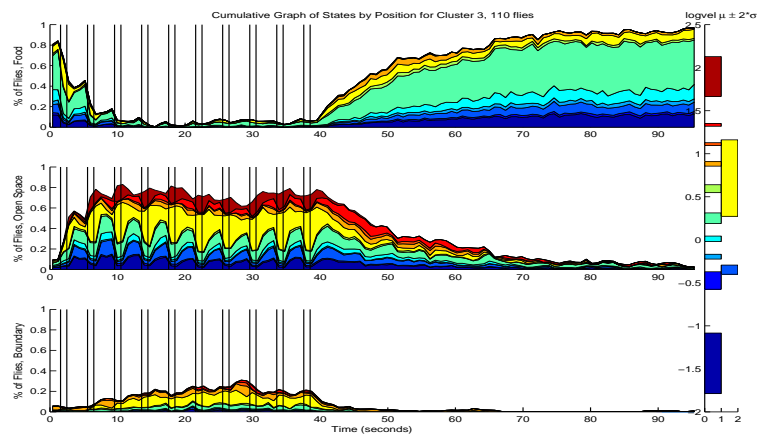 Cumulative Graph of States by Position for Cluster 3, 110 flies
logvel μ ± 2*σ
% of Flies, Food
1
0.8
0.6
0.4
0.2
0
0 10 20 30 40 50 60 70 80 90
% of Flies, Open Space
1
0.8
0.6
0.4
0.2
0
0 10 20 30 40 50 60 70 80 90
% of Flies, Boundary
1
0.8
0.6
0.4
0.2
0
0 10 20 30 40 50 60 70 80 90
Time (seconds)
2.5
2
1.5
1
0.5
0
−0.5
−1
−1.5
−2
0 1 2